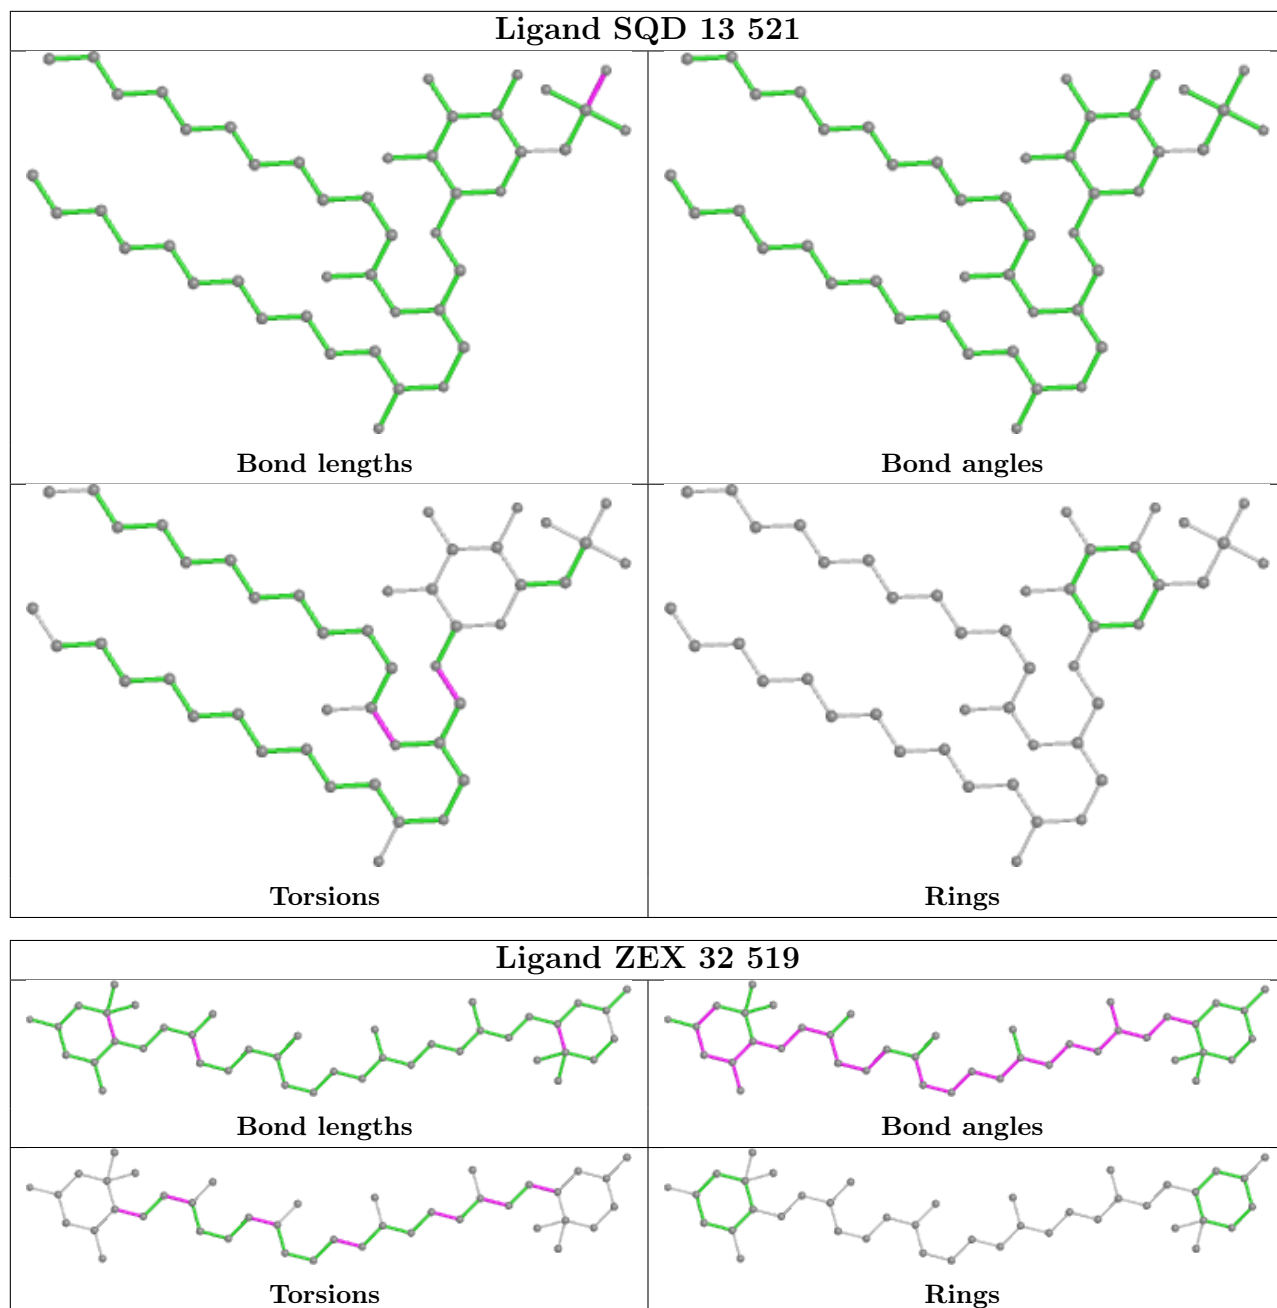 Ligand SQD 13 521
Bond lengths
Bond angles
Torsions
Rings
Ligand ZEX 32 519
Bond lengths
Bond angles
Torsions
Rings